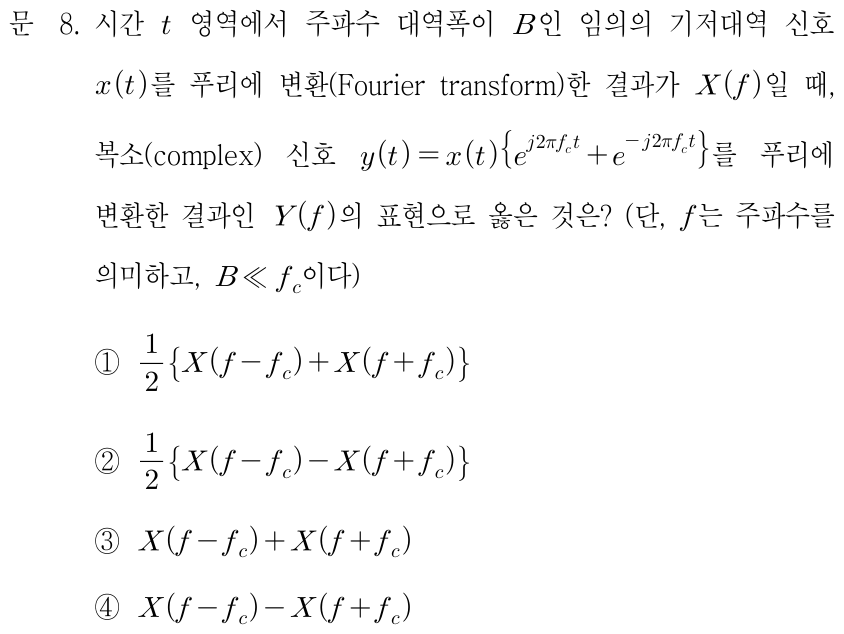 문 8. 시간 t 영역에서 주파수 대역폭이 B인 임의의 기저대역 신호
x(t)를 푸리에 변환(Fourier transform)한 결과가 X(f)일 때,
복소(complex) 신호 y(t)=x(t){e^{j2πf_ct}+e^{-j2πf_ct}}를 푸리에
변환한 결과인 Y(f)의 표현으로 옳은 것은? (단, f는 주파수를
의미하고, B≪f_c이다)
① \frac{1}{2}{X(f-f_c)+X(f+f_c)}
② \frac{1}{2}{X(f-f_c)-X(f+f_c)}
③ X(f-f_c)+X(f+f_c)
④ X(f-f_c)-X(f+f_c)